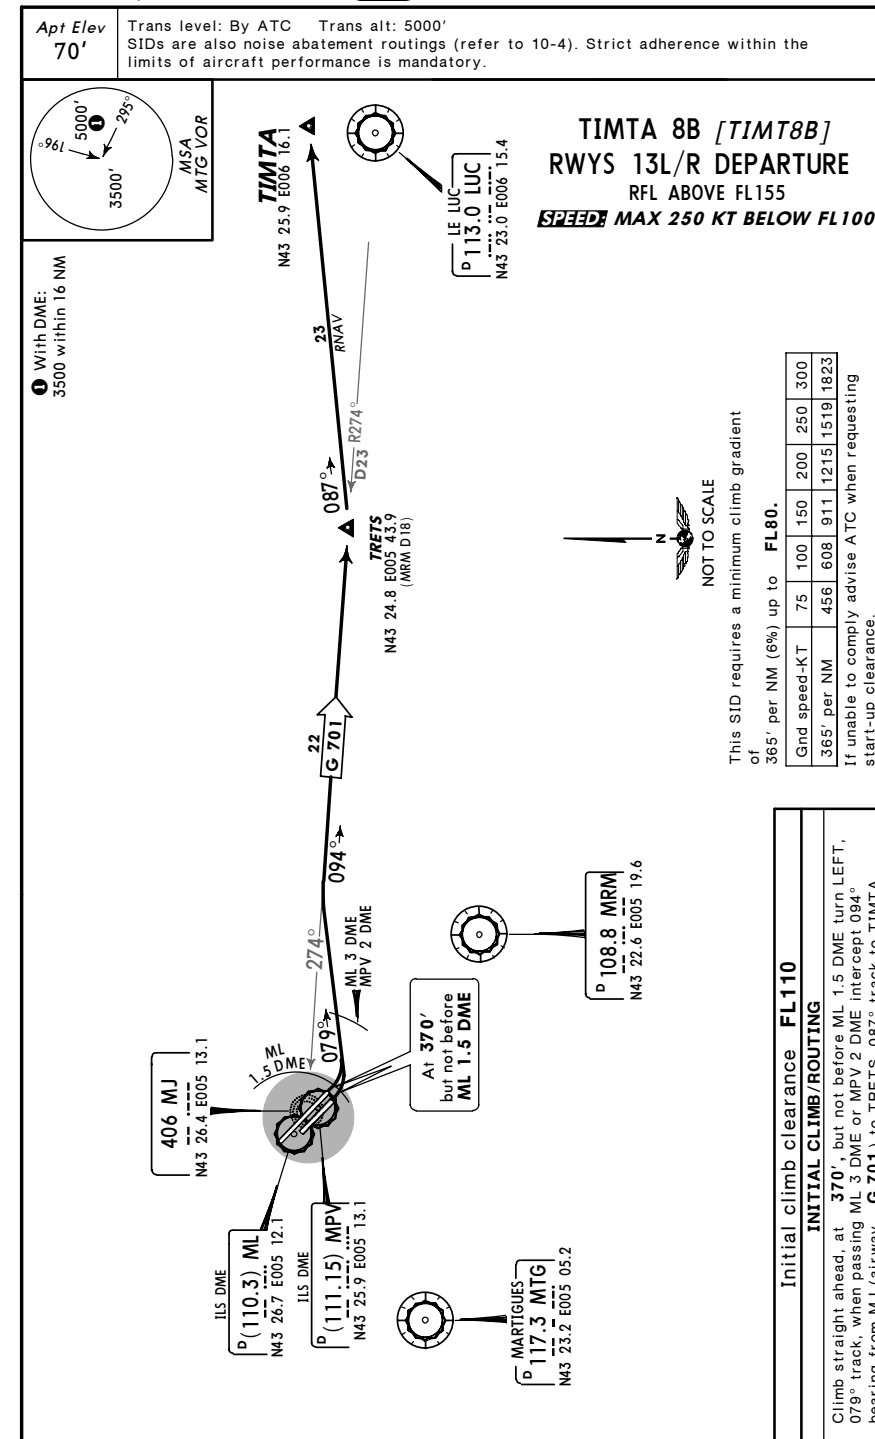 Apt Elev
70'
Trans level: By ATC Trans alt: 5000'
SIDs are also noise abatement routings (refer to 10-4). Strict adherence within the
limits of aircraft performance is mandatory.
5000'
295°
196°
3500'
MSA
MTG VOR
❶ With DME:
3500 within 16 NM
TIMTA 8B [TIMT8B]
RWYS 13L/R DEPARTURE
RFL ABOVE FL155
SPEED: MAX 250 KT BELOW FL100
TIMTA
N43 25.9 E006 16.1
LE LUC
D 113.0 LUC
N43 23.0 E006 15.4
23
RNAV
R274°
D23
087°
TRETS
N43 24.8 E005 43.9
(MRM D18)
N
NOT TO SCALE
This SID requires a minimum climb gradient
of
365' per NM (6%) up to FL80.
Gnd speed-KT 75 100 150 200 250 300
365' per NM 456 608 911 1215 1519 1823
If unable to comply advise ATC when requesting
start-up clearance.
22
G 701
094°
274°
079°
ML 3 DME
MPV 2 DME
ML
1.5 DME
At 370'
but not before
ML 1.5 DME
D 108.8 MRM
N43 22.6 E005 19.6
406 MJ
N43 26.4 E005 13.1
ILS DME
D (110.3) ML
N43 26.7 E005 12.1
ILS DME
D (111.15) MPV
N43 25.9 E005 13.1
MARTIGUES
D 117.3 MTG
N43 23.2 E005 05.2
Initial climb clearance FL110
INITIAL CLIMB/ROUTING
Climb straight ahead, at 370', but not before ML 1.5 DME turn LEFT,
079° track, when passing ML 3 DME or MPV 2 DME intercept 094°
bearing from MJ (airway G 701) to TRETS, 087° track to TIMTA.